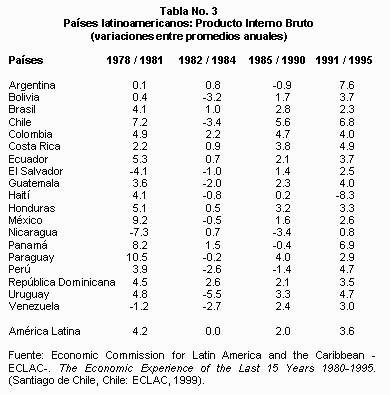 Tabla No. 3
Países latinoamericanos: Producto Interno Bruto
(variaciones entre promedios anuales)
Países 1978 / 1981 1982 / 1984 1985 / 1990 1991 / 1995
Argentina 0.1 0.8 -0.9 7.6
Bolivia 0.4 -3.2 1.7 3.7
Brasil 4.1 1.0 2.8 2.3
Chile 7.2 -3.4 5.6 6.8
Colombia 4.9 2.2 4.7 4.0
Costa Rica 2.2 0.9 3.8 4.9
Ecuador 5.3 0.7 2.1 3.7
El Salvador -4.1 -1.0 1.4 2.5
Guatemala 3.6 -2.0 2.3 4.0
Haití 4.1 -0.8 0.2 -8.3
Honduras 5.1 0.5 3.2 3.3
México 9.2 -0.5 1.6 2.6
Nicaragua -7.3 0.7 -3.4 0.8
Panamá 8.2 1.5 -0.4 6.9
Paraguay 10.5 -0.2 4.0 2.9
Perú 3.9 -2.6 -1.4 4.7
República Dominicana 4.5 2.6 2.1 3.5
Uruguay 4.8 -5.5 3.3 4.7
Venezuela -1.2 -2.7 2.4 3.0
América Latina 4.2 0.0 2.0 3.6
Fuente: Economic Commission for Latin America and the Caribbean -
ECLAC-. The Economic Experience of the Last 15 Years 1980-1995.
(Santiago de Chile, Chile: ECLAC, 1999).